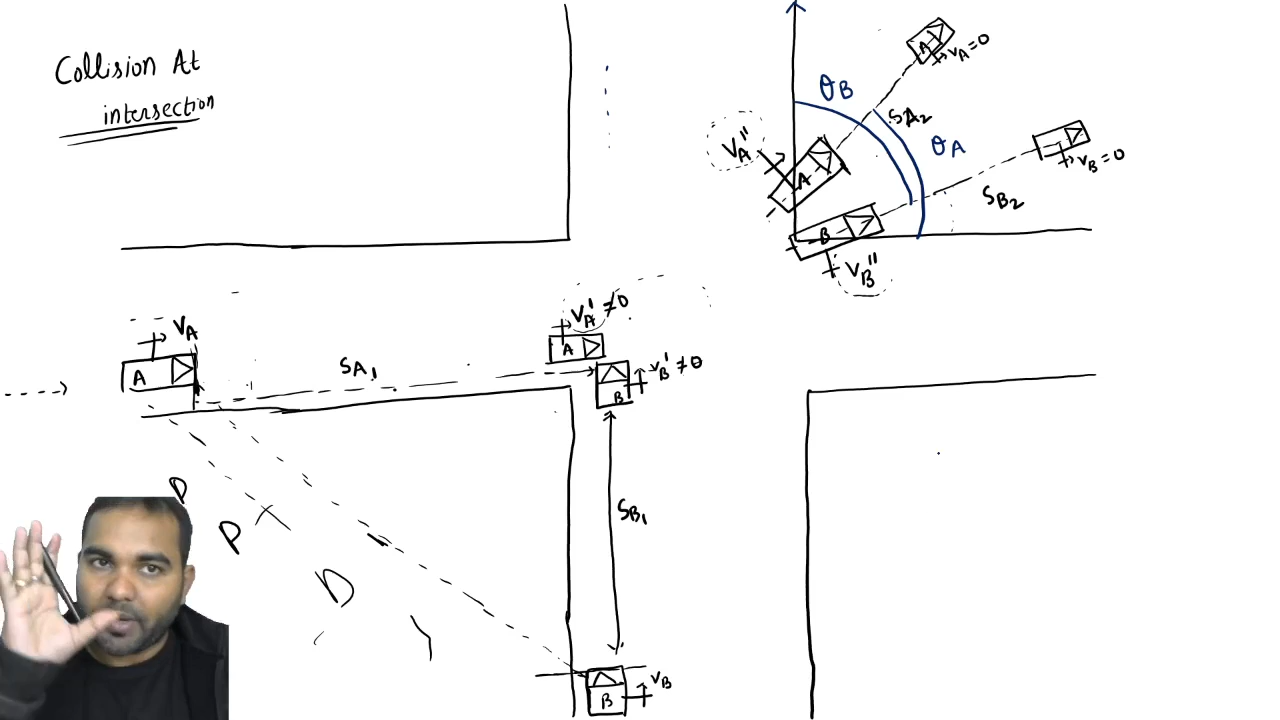 Collision At
intersection
A
V_A=0
θ_B
S_A₂
θ_A
V_A''
A
V_B=0
S_B₂
B
V_B''
V_A
A
S_A₁
V_A' ≠0
A
V_B' ≠0
B
S_B₁
D
P
D
V_B
B